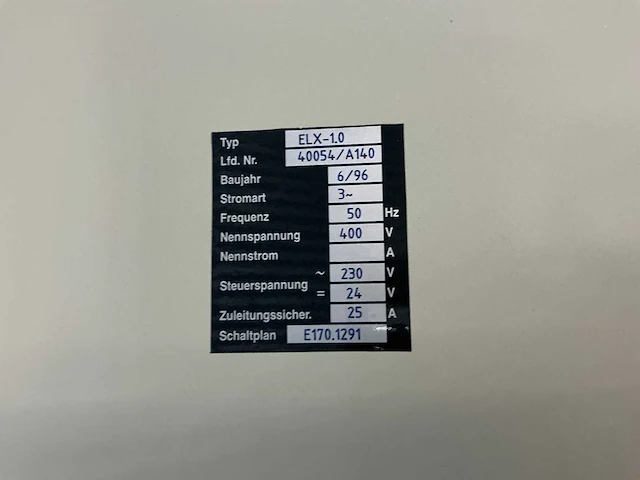 Typ ELX-1.0
Lfd. Nr. 40054/A140
Baujahr 6/96
Stromart 3~
Frequenz 50 Hz
Nennspannung 400 V
Nennstrom A
~ 230 V
Steuerspannung
= 24 V
Zuleitungssicher. 25 A
Schaltplan E170.1291